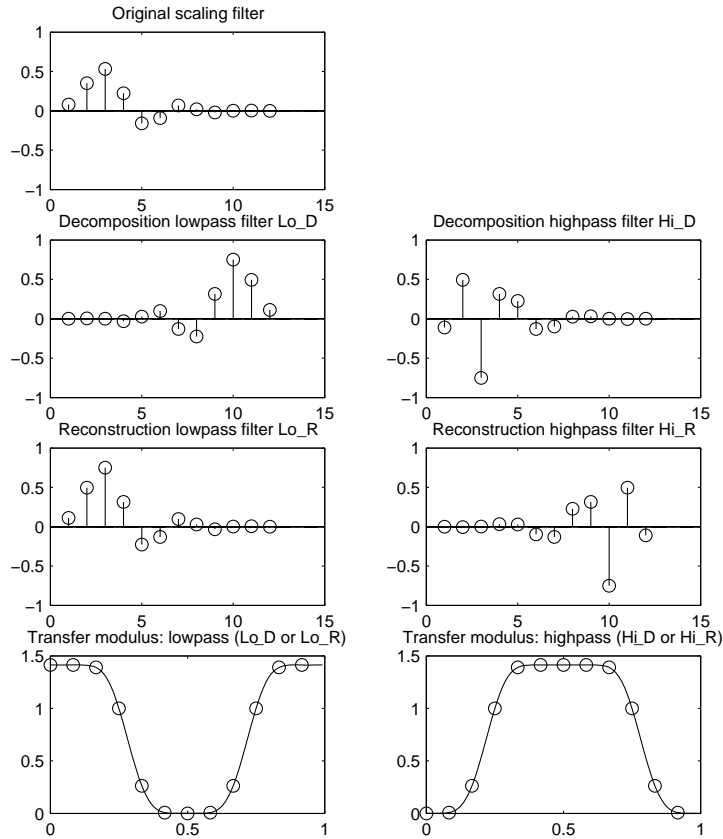 Original scaling filter
1
0.5
0
−0.5
−1
0 5 10 15
Decomposition lowpass filter Lo_D
1
0.5
0
−0.5
−1
0 5 10 15
Decomposition highpass filter Hi_D
1
0.5
0
−0.5
−1
0 5 10 15
Reconstruction lowpass filter Lo_R
1
0.5
0
−0.5
−1
0 5 10 15
Reconstruction highpass filter Hi_R
1
0.5
0
−0.5
−1
0 5 10 15
Transfer modulus: lowpass (Lo_D or Lo_R)
1.5
1
0.5
0
0 0.5 1
Transfer modulus: highpass (Hi_D or Hi_R)
1.5
1
0.5
0
0 0.5 1